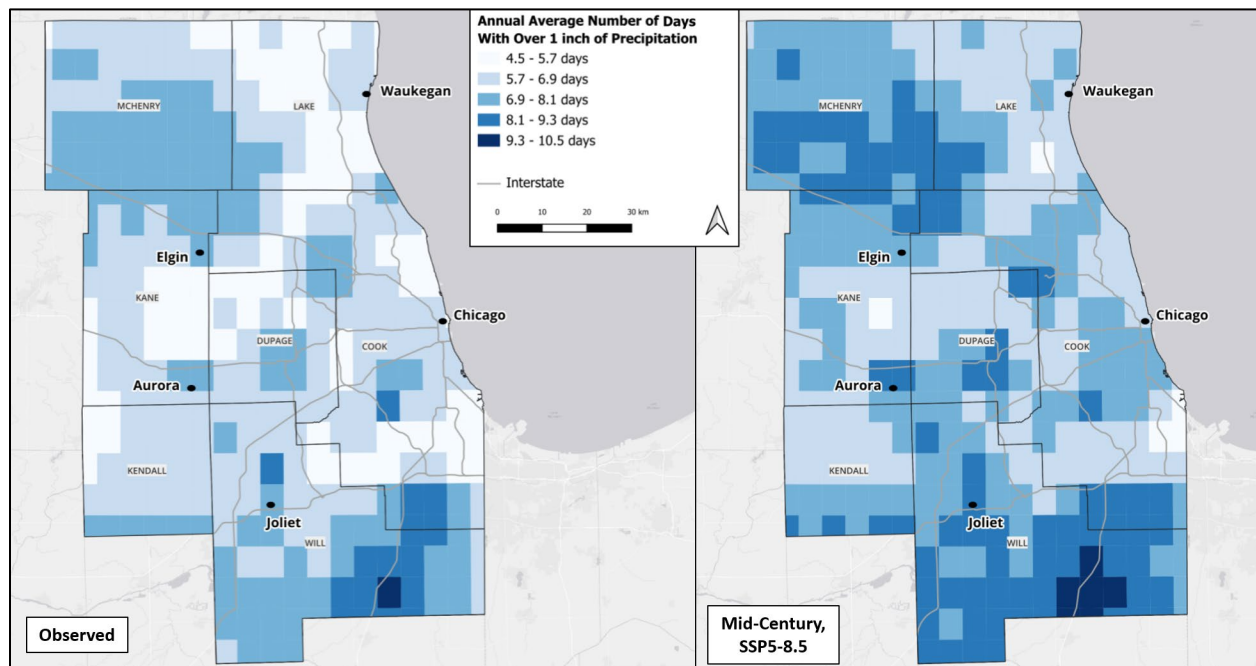 Annual Average Number of Days
With Over 1 inch of Precipitation
4.5 - 5.7 days
5.7 - 6.9 days
6.9 - 8.1 days
8.1 - 9.3 days
9.3 - 10.5 days
Interstate
0 10 20 30 km
MCHENRY
LAKE
Waukegan
Elgin
KANE
Chicago
DUPAGE
COOK
Aurora
KENDALL
Joliet
WILL
Observed
MCHENRY
LAKE
Waukegan
Elgin
KANE
Chicago
DUPAGE
COOK
Aurora
KENDALL
Joliet
WILL
Mid-Century,
SSP5-8.5